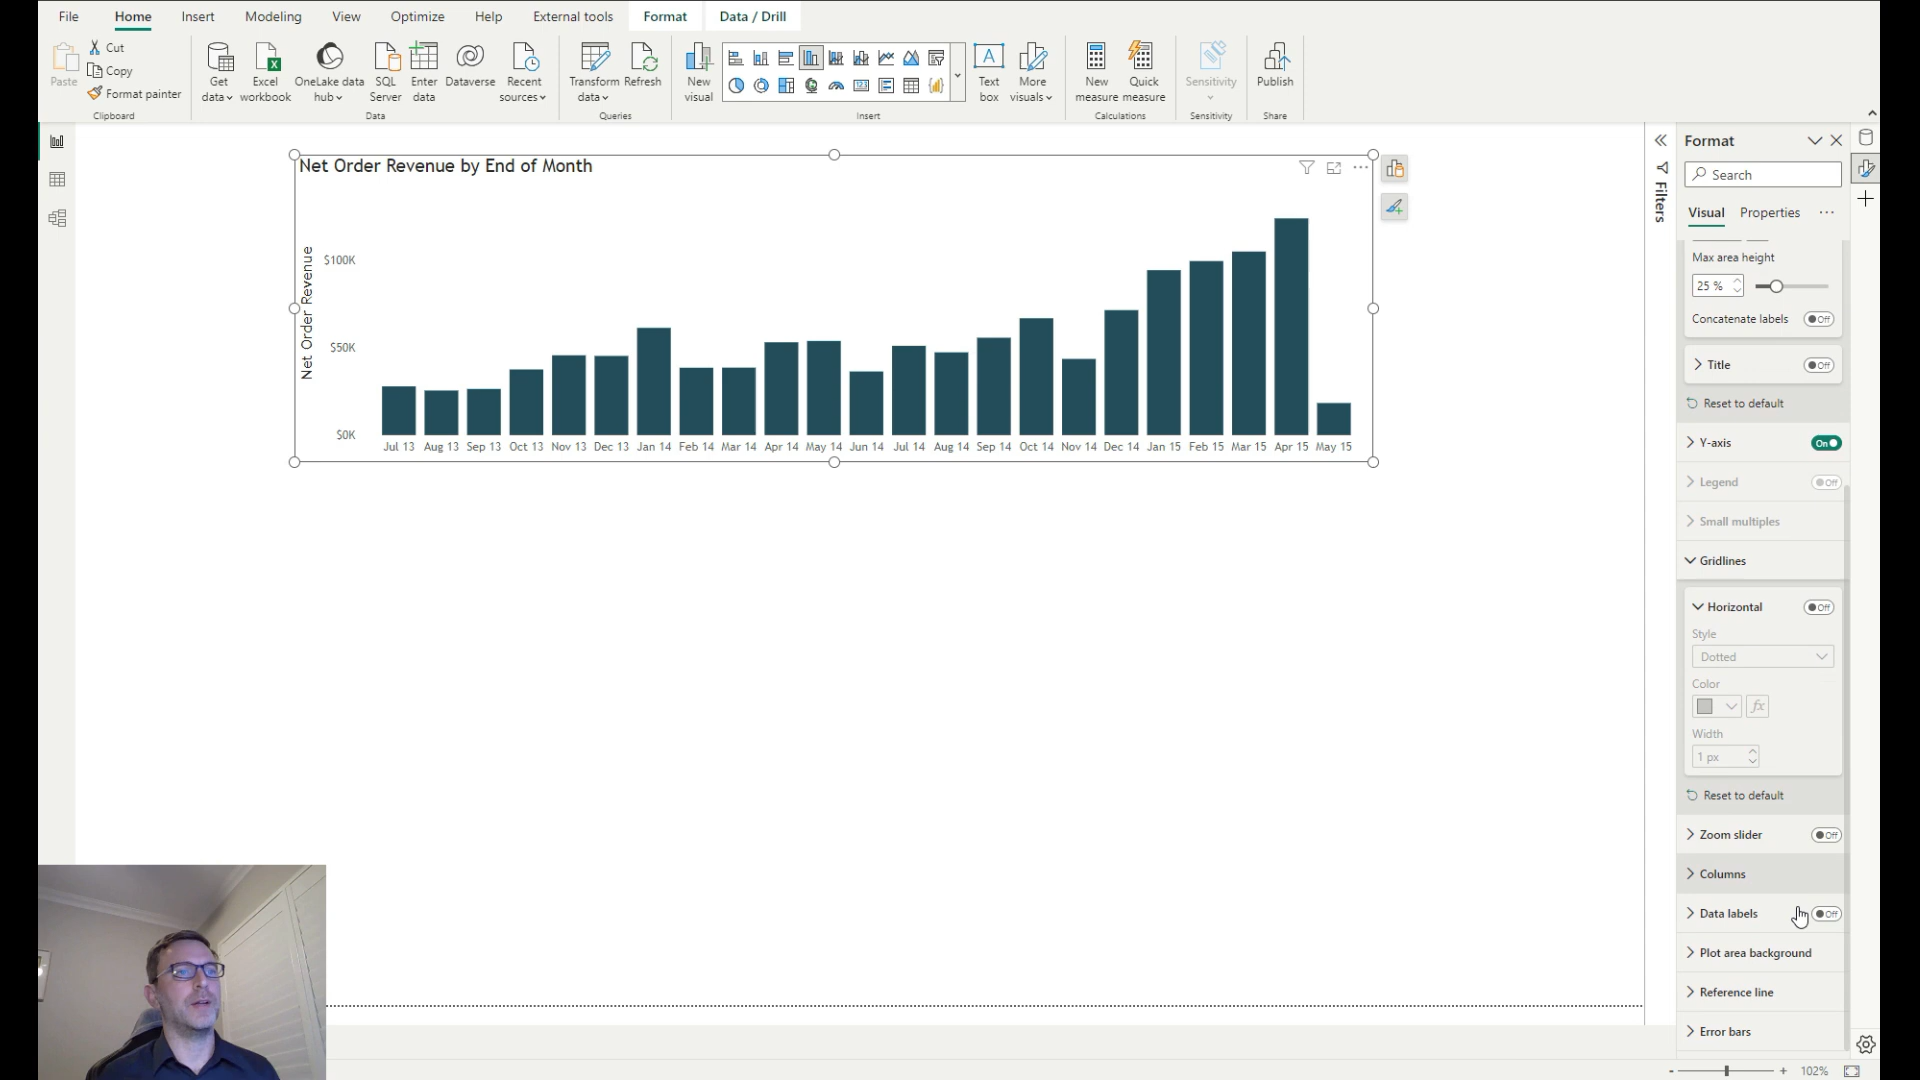 File Home Insert Modeling View Optimize Help External tools Format Data / Drill
Paste
Cut
Copy
Format painter
Clipboard
Get data
Excel workbook
OneLake data hub
SQL Server
Enter data
Dataverse
Recent sources
Data
Transform data
Refresh
Queries
New visual
Text box
More visuals
Insert
New measure
Quick measure
Calculations
Sensitivity
Sensitivity
Publish
Share
Net Order Revenue by End of Month
Net Order Revenue
$100K
$50K
$0K
Jul 13 Aug 13 Sep 13 Oct 13 Nov 13 Dec 13 Jan 14 Feb 14 Mar 14 Apr 14 May 14 Jun 14 Jul 14 Aug 14 Sep 14 Oct 14 Nov 14 Dec 14 Jan 15 Feb 15 Mar 15 Apr 15 May 15
Filters
Format
Search
Visual Properties
Max area height
25 %
Concatenate labels Off
Title Off
Reset to default
Y-axis On
Legend Off
Small multiples
Gridlines
Horizontal Off
Style
Dotted
Color
fx
Width
1 px
Reset to default
Zoom slider Off
Columns
Data labels Off
Plot area background
Reference line
Error bars
- + 102%